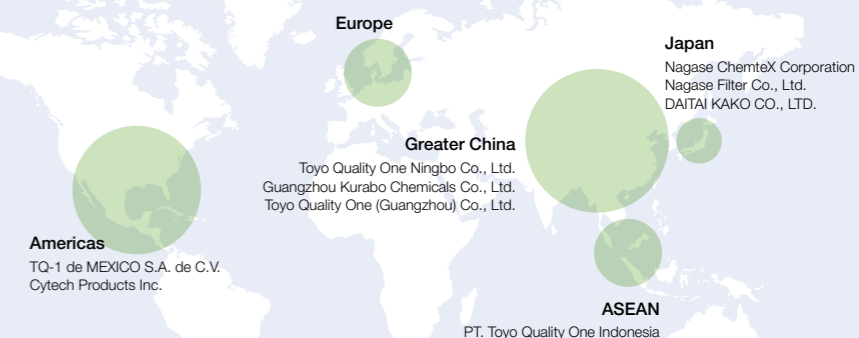 Europe
Japan
Nagase ChemteX Corporation
Nagase Filter Co., Ltd.
DAITAI KAKO CO., LTD.
Greater China
Toyo Quality One Ningbo Co., Ltd.
Guangzhou Kurabo Chemicals Co., Ltd.
Toyo Quality One (Guangzhou) Co., Ltd.
Americas
TQ-1 de MEXICO S.A. de C.V.
Cytech Products Inc.
ASEAN
PT. Toyo Quality One Indonesia